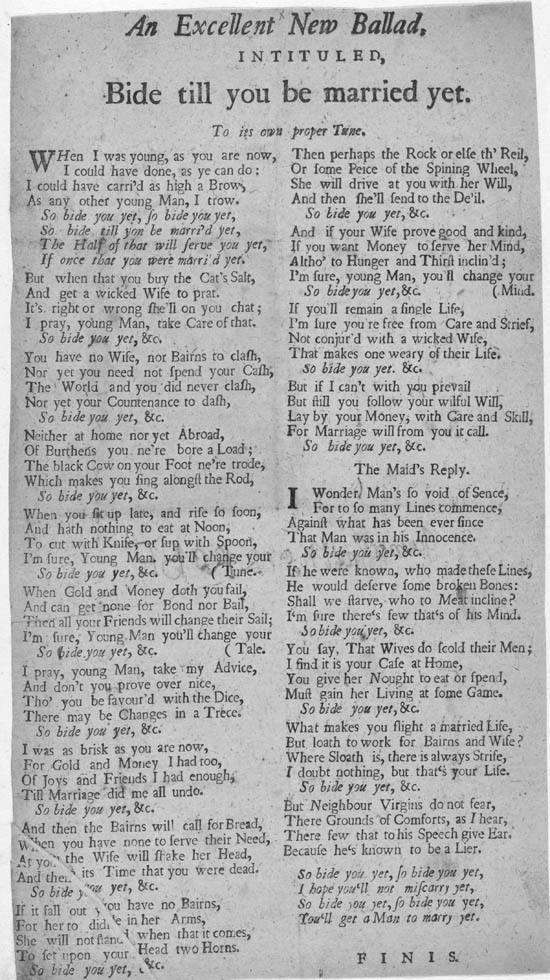 An Excellent New Ballad,
INTITULED,
Bide till you be married yet.
To its own proper Tune.
WHen I was young, as you are now,
I could have done, as ye can do:
I could have carri'd as high a Brow,
As any other young Man, I trow.
So bide you yet, so bide you yet,
So bide till yon be marri'd yet,
The Half of that will serve you yet,
If once that you were marri'd yet.
But when that you buy the Cat's Salt,
And get a wicked Wife to prat.
It's right or wrong she'll on you chat;
I pray, young Man, take Care of that.
So bide you yet, &c.
You have no Wife, nor Bairns to clash,
Nor yet you need not spend your Cash,
The World and you did never clash,
Nor yet your Countenance to dash,
So bide you yet, &c.
Neither at home nor yet Abroad,
Of Burthens you ne're bore a Load;
The black Cow on your Foot ne're trode,
Which makes you sing alongst the Rod,
So bide you yet, &c.
When you sit up late, and rise so soon,
And hath nothing to eat at Noon,
To cut with Knife, or sup with Spoon,
I'm sure, Young Man, you'll change your
So bide you yet, &c. (Tune.
When Gold and Money doth you fail,
And can get none for Bond nor Bail,
Then all your Friends will change their Sail;
I'm sure, Young Man you'll change your
So bide you yet, &c. (Tale.
I pray, young Man, take my Advice,
And don't you prove over nice,
Tho' you be favour'd with the Dice,
There may be Changes in a Trece.
So bide you yet, &c.
I was as brisk as you are now,
For Gold and Money I had too,
Of Joys and Friends I had enough,
Till Marriage did me all undo.
So bide you yet, &c.
And then the Bairns will call for Bread,
When you have none to serve their Need,
At you the Wife will shake her Head,
And then its Time that you were dead.
So bide you yet, &c.
If it fall out you have no Bairns,
For her to didle in her Arms,
She will not stand when that it comes,
To set upon your Head two Horns.
So bide you yet, &c.
Then perhaps the Rock or else th' Reil,
Or some Peice of the Spining Wheel,
She will drive at you with her Will,
And then she'll send to the De'il.
So bide you yet, &c.
And if your Wife prove good and kind,
If you want Money to serve her Mind,
Altho' to Hunger and Thirst inclin'd;
I'm sure, young Man, you'll change your
So bide you yet, &c. (Mind.
If you'll remain a single Life,
I'm sure you're free from Care and Strief,
Not conjur'd with a wicked Wife,
That makes one weary of their Life.
So bide you yet. &c.
But if I can't with you prevail
But still you follow your wilful Will,
Lay by your Money, with Care and Skill,
For Marriage will from you it call.
So bide you yet, &c.
The Maid's Reply.
I Wonder Man's so void of Sence,
For to so many Lines commence,
Against what has been ever since
That Man was in his Innocence.
So bide you yet, &c.
If he were known, who made these Lines,
He would deserve some broken Bones:
Shall we starve, who to Meat incline?
I'm sure there's few that's of his Mind.
So bide you yet, &c.
You say, That Wives do scold their Men;
I find it is your Case at Home,
You give her Nought to eat or spend,
Must gain her Living at some Game.
So bide you yet, &c.
What makes you slight a married Life,
But loath to work for Bairns and Wife?
Where Sloath is, there is always Strife,
I doubt nothing, but that's your Life.
So bide you yet, &c.
But Neighbour Virgins do not fear,
There Grounds of Comforts, as I hear,
There few that to his Speech give Ear.
Because he's known to be a Lier.
So bide you yet, so bide you yet,
I hope you'll not miscarry yet,
So bide you yet, so bide you yet,
You'll get a Man to marry yet.
FINIS.